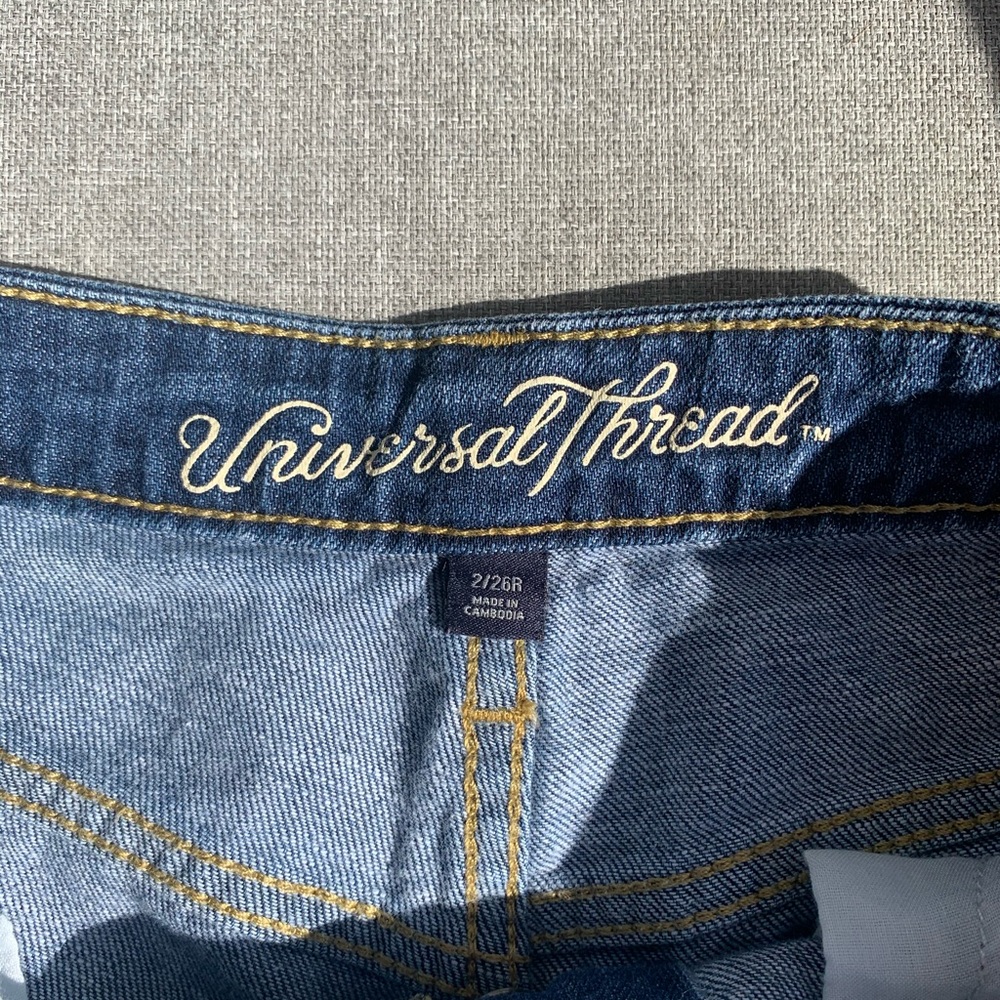 Universal Thread™
2/26R
MADE IN
CAMBODIA